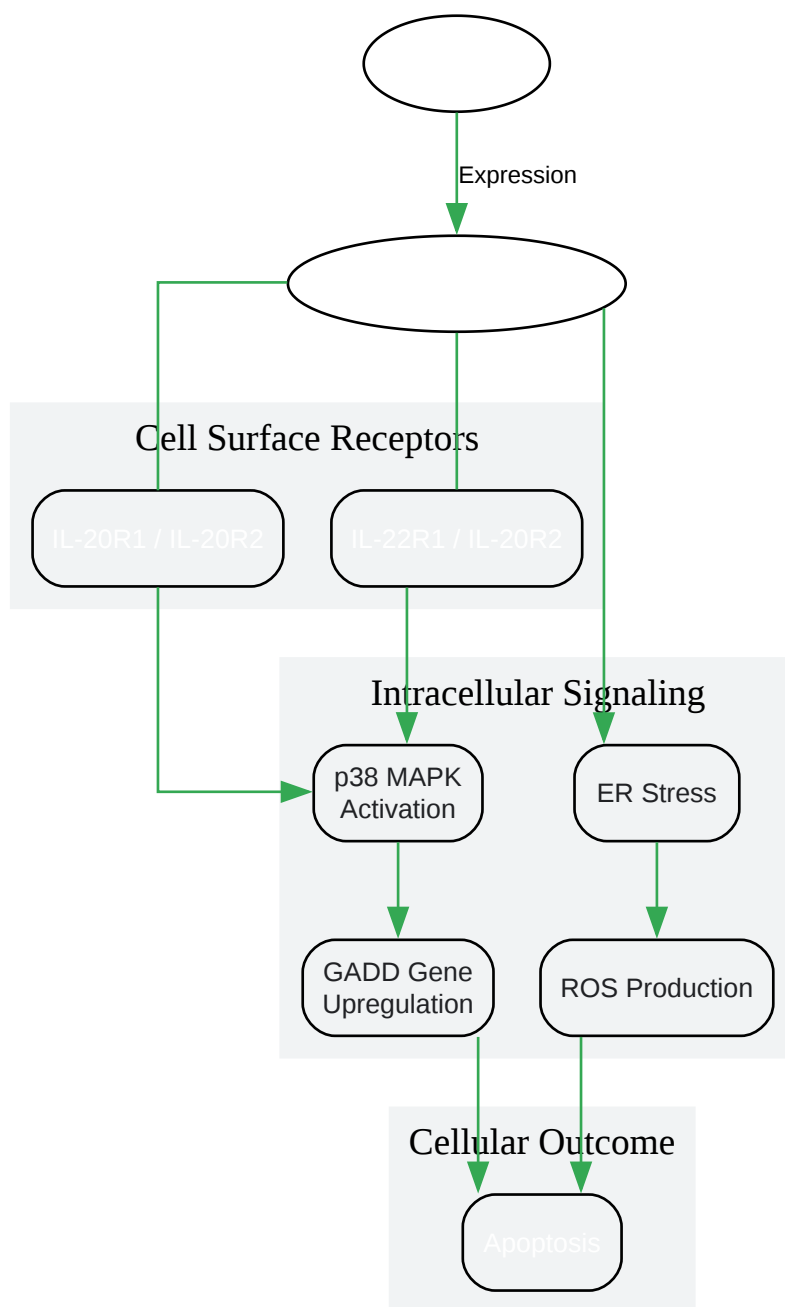 Expression
Cell Surface Receptors
IL-20R1 / IL-20R2
IL-22R1 / IL-20R2
Intracellular Signaling
p38 MAPK
Activation
ER Stress
GADD Gene
Upregulation
ROS Production
Cellular Outcome
Apoptosis